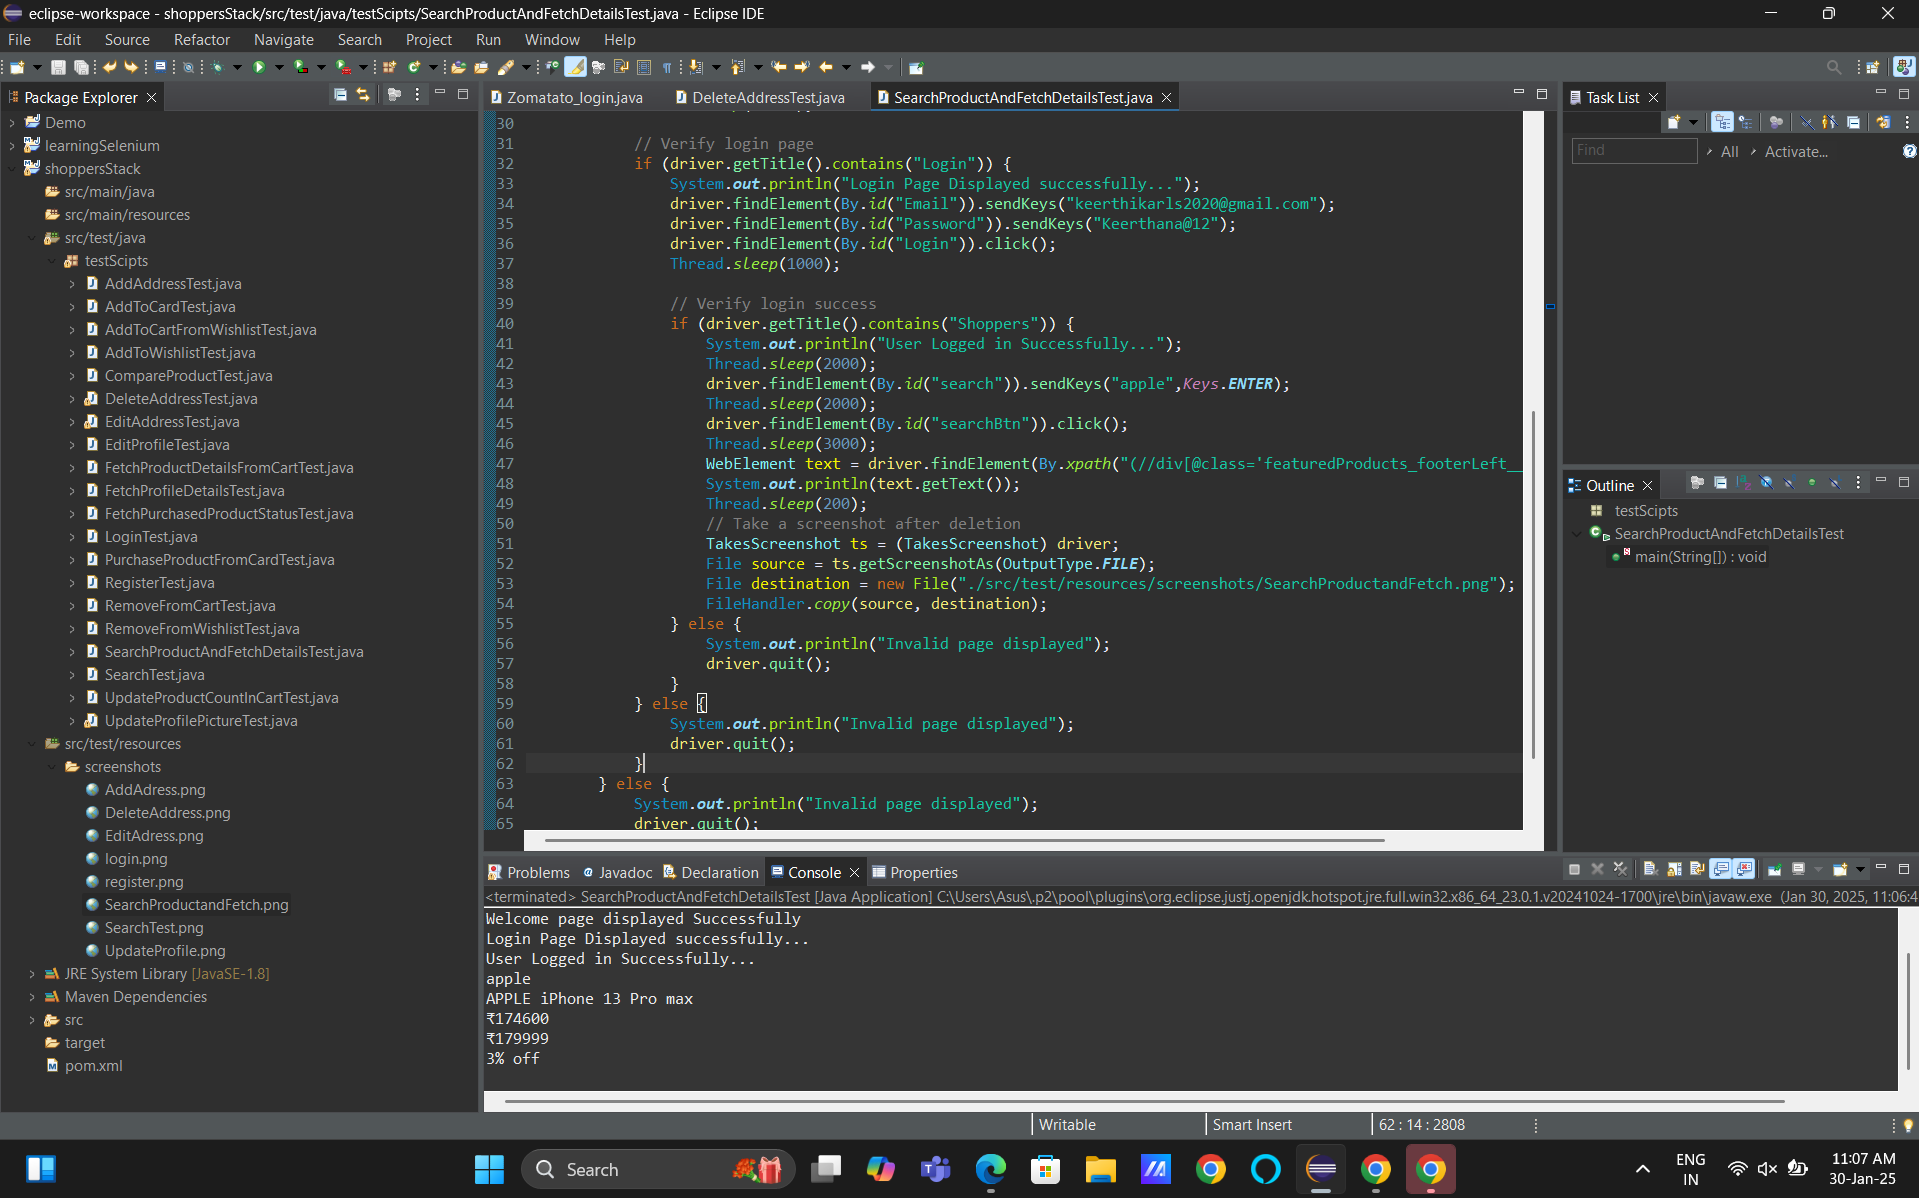 eclipse-workspace - shoppersStack/src/test/java/testScipts/SearchProductAndFetchDetailsTest.java - Eclipse IDE
File Edit Source Refactor Navigate Search Project Run Window Help
Package Explorer
Demo
learningSelenium
shoppersStack
src/main/java
src/main/resources
src/test/java
testScipts
AddAddressTest.java
AddToCardTest.java
AddToCartFromWishlistTest.java
AddToWishlistTest.java
CompareProductTest.java
DeleteAddressTest.java
EditAddressTest.java
EditProfileTest.java
FetchProductDetailsFromCartTest.java
FetchProfileDetailsTest.java
FetchPurchasedProductStatusTest.java
LoginTest.java
PurchaseProductFromCardTest.java
RegisterTest.java
RemoveFromCartTest.java
RemoveFromWishlistTest.java
SearchProductAndFetchDetailsTest.java
SearchTest.java
UpdateProductCountInCartTest.java
UpdateProfilePictureTest.java
src/test/resources
screenshots
AddAdress.png
DeleteAddress.png
EditAdress.png
login.png
register.png
SearchProductandFetch.png
SearchTest.png
UpdateProfile.png
JRE System Library [JavaSE-1.8]
Maven Dependencies
src
target
pom.xml
Zomatato_login.java DeleteAddressTest.java SearchProductAndFetchDetailsTest.java
30
31 // Verify login page
32 if (driver.getTitle().contains("Login")) {
33 System.out.println("Login Page Displayed successfully...");
34 driver.findElement(By.id("Email")).sendKeys("keerthikarls2020@gmail.com");
35 driver.findElement(By.id("Password")).sendKeys("Keerthana@12");
36 driver.findElement(By.id("Login")).click();
37 Thread.sleep(1000);
38
39 // Verify login success
40 if (driver.getTitle().contains("Shoppers")) {
41 System.out.println("User Logged in Successfully...");
42 Thread.sleep(2000);
43 driver.findElement(By.id("search")).sendKeys("apple",Keys.ENTER);
44 Thread.sleep(2000);
45 driver.findElement(By.id("searchBtn")).click();
46 Thread.sleep(3000);
47 WebElement text = driver.findElement(By.xpath("(//div[@class='featuredProducts_footerLeft__
48 System.out.println(text.getText());
49 Thread.sleep(200);
50 // Take a screenshot after deletion
51 TakesScreenshot ts = (TakesScreenshot) driver;
52 File source = ts.getScreenshotAs(OutputType.FILE);
53 File destination = new File("./src/test/resources/screenshots/SearchProductandFetch.png");
54 FileHandler.copy(source, destination);
55 } else {
56 System.out.println("Invalid page displayed");
57 driver.quit();
58 }
59 } else {
60 System.out.println("Invalid page displayed");
61 driver.quit();
62 }
63 } else {
64 System.out.println("Invalid page displayed");
65 driver.quit();
Task List
Find All Activate...
Outline
testScipts
SearchProductAndFetchDetailsTest
main(String[]) : void
Problems Javadoc Declaration Console Properties
<terminated> SearchProductAndFetchDetailsTest [Java Application] C:\Users\Asus\.p2\pool\plugins\org.eclipse.justj.openjdk.hotspot.jre.full.win32.x86_64_23.0.1.v20241024-1700\jre\bin\javaw.exe (Jan 30, 2025, 11:06:4
Welcome page displayed Successfully
Login Page Displayed successfully...
User Logged in Successfully...
apple
APPLE iPhone 13 Pro max
₹174600
₹179999
3% off
Writable Smart Insert 62 : 14 : 2808
Search
ENG
IN
11:07 AM
30-Jan-25